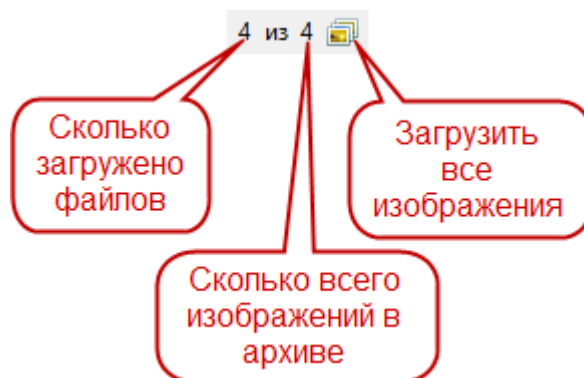 4 из 4
Сколько
загружено
файлов
Загрузить
все
изображения
Сколько всего
изображений в
архиве